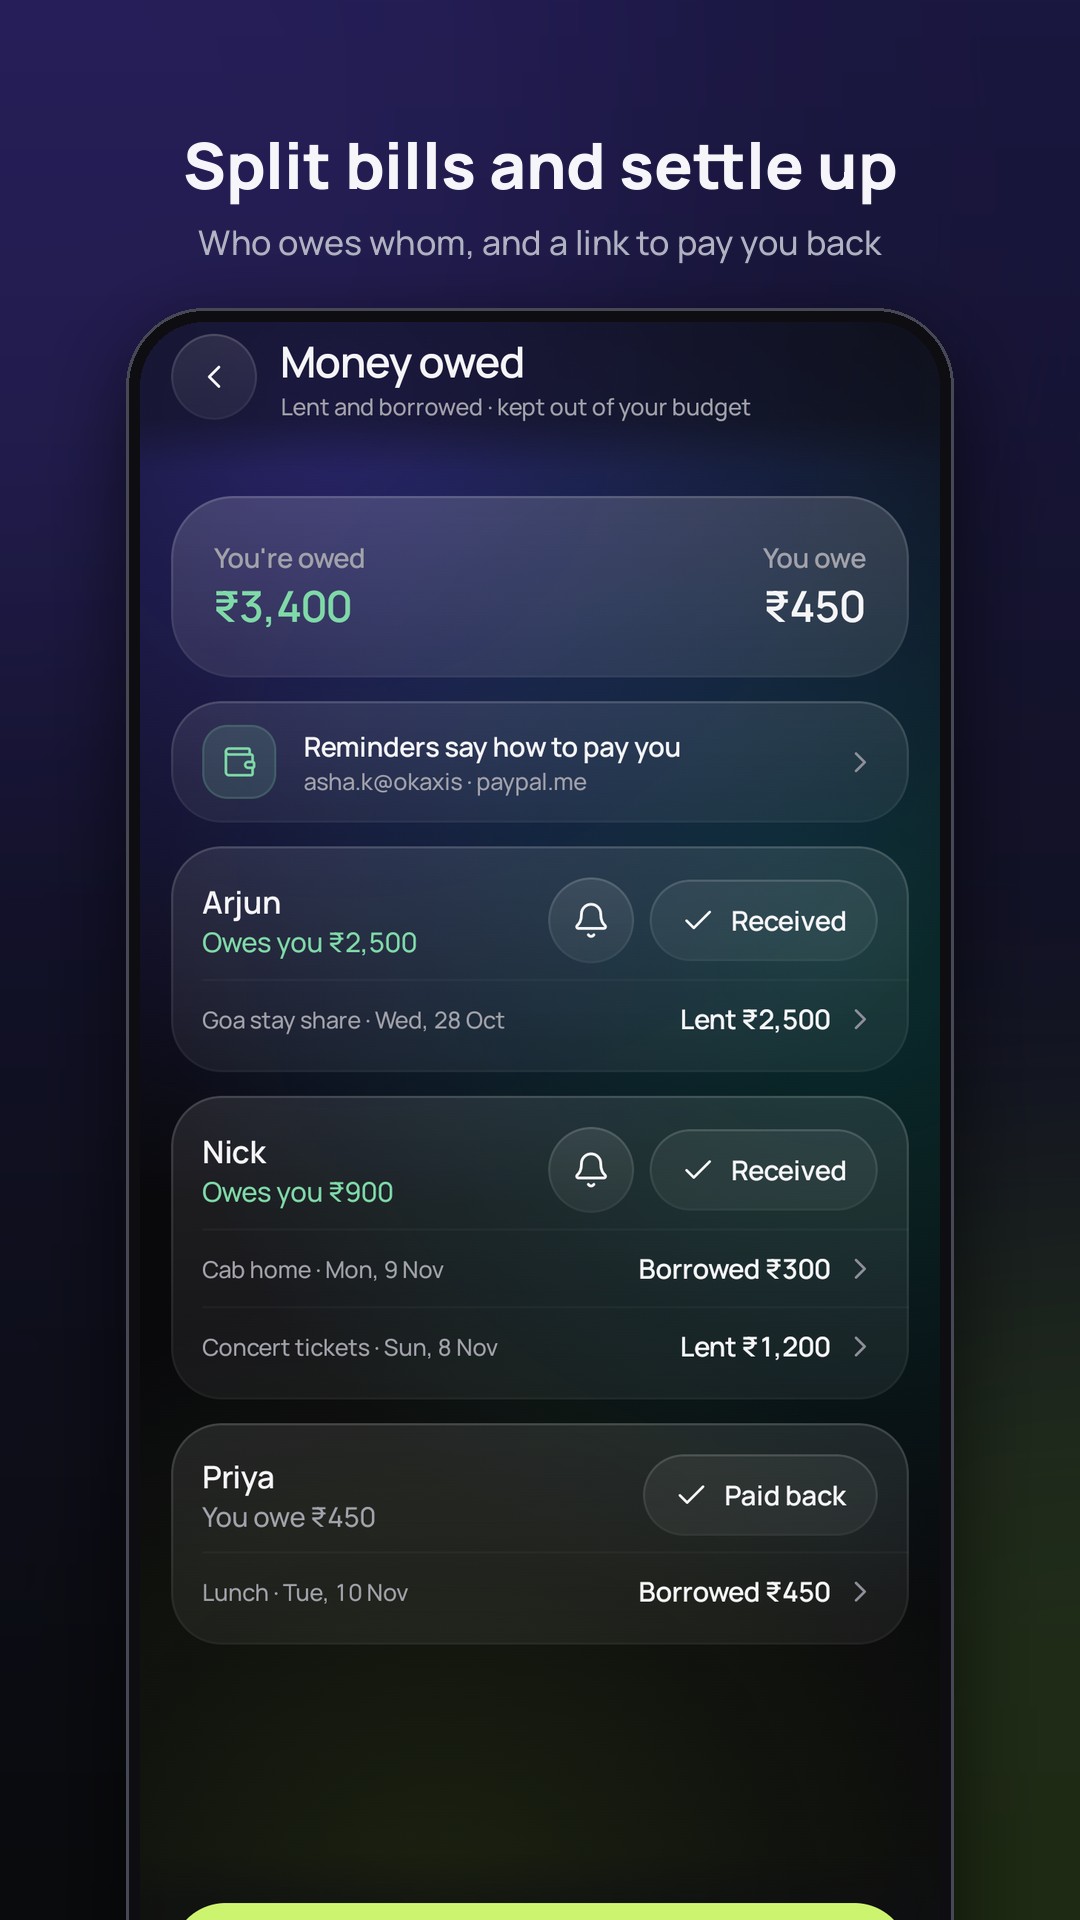 Split bills and settle up
Who owes whom, and a link to pay you back
Money owed
Lent and borrowed · kept out of your budget
You're owed
You owe
₹3,400
₹450
Reminders say how to pay you
asha.k@okaxis · paypal.me
Arjun
Owes you ₹2,500
Received
Goa stay share · Wed, 28 Oct
Lent ₹2,500
Nick
Owes you ₹900
Received
Cab home · Mon, 9 Nov
Borrowed ₹300
Concert tickets · Sun, 8 Nov
Lent ₹1,200
Priya
You owe ₹450
Paid back
Lunch · Tue, 10 Nov
Borrowed ₹450